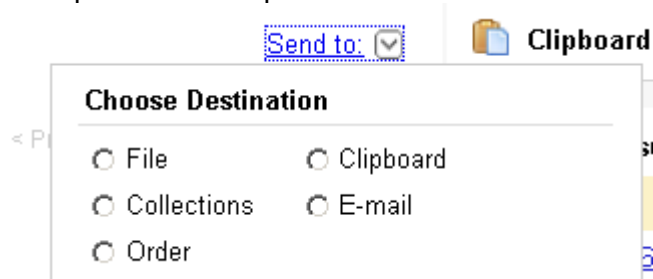 Send to: Clipboard
Choose Destination
File Clipboard
Collections E-mail
Order